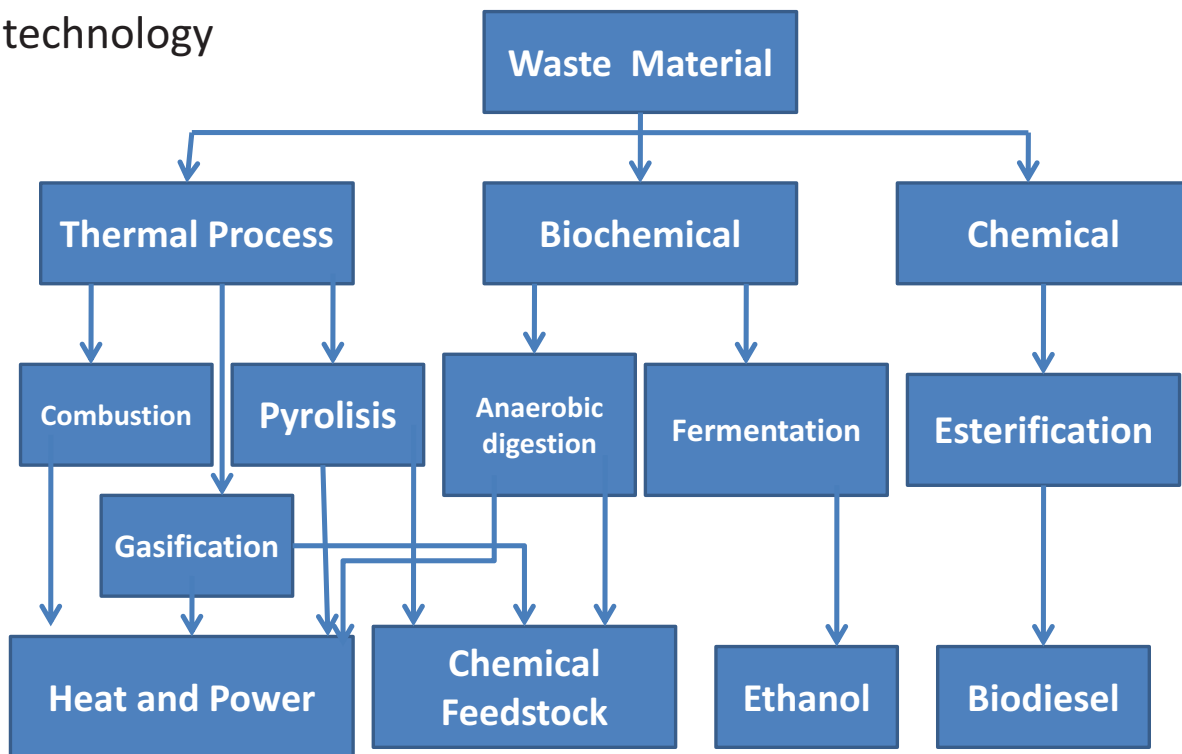 technology
Waste Material
Thermal Process
Biochemical
Chemical
Combustion
Pyrolisis
Anaerobic
digestion
Fermentation
Esterification
Gasification
Heat and Power
Chemical
Feedstock
Ethanol
Biodiesel